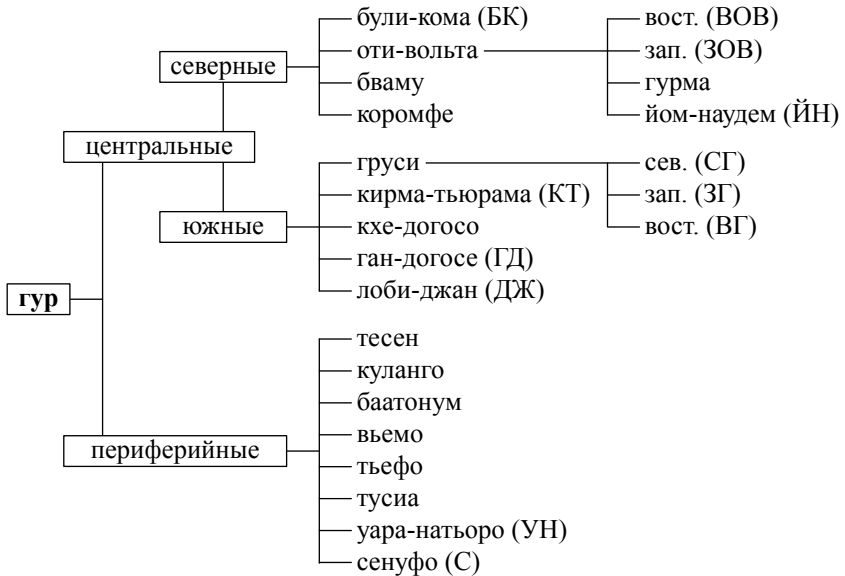 були-кома (БК) вост. (ВОВ)
оти-вольта зап. (ЗОВ)
северные
бваму гурма
коромфе йом-наудем (ЙН)
центральные
груси сев. (СГ)
кирма-тьюрама (КТ) зап. (ЗГ)
южные
кхе-догосо вост. (ВГ)
ган-догосе (ГД)
лоби-джан (ДЖ)
гур
тесен
куланго
баатонум
вьемо
периферийные
тьефо
тусиа
уара-натьоро (УН)
сенуфо (С)